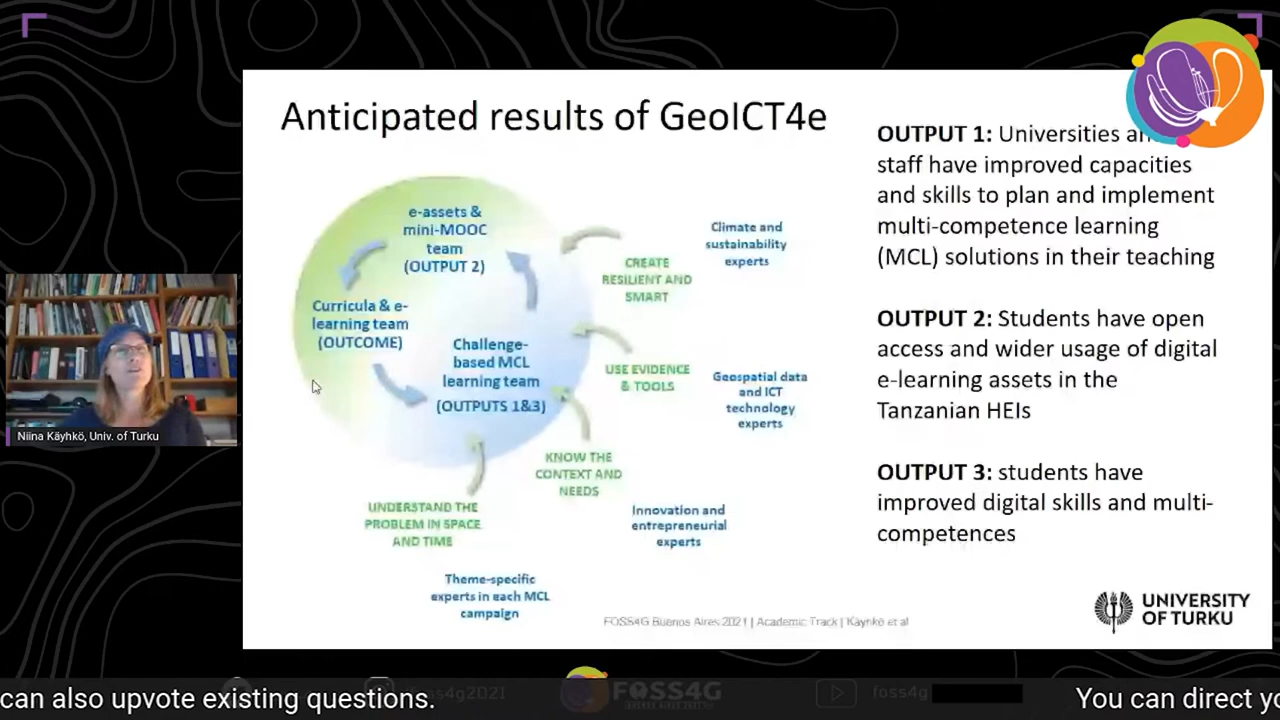 Anticipated results of GeoICT4e
e-assets &
mini-MOOC
team
(OUTPUT 2)
Curricula & e-
learning team
(OUTCOME)
Challenge-
based MCL
learning team
(OUTPUTS 1&3)
CREATE
RESILIENT AND
SMART
Climate and
sustainability
experts
USE EVIDENCE
& TOOLS
Geospatial data
and ICT
technology
experts
KNOW THE
CONTEXT AND
NEEDS
Innovation and
entrepreneurial
experts
UNDERSTAND THE
PROBLEM IN SPACE
AND TIME
Theme-specific
experts in each MCL
campaign
OUTPUT 1: Universities
staff have improved capacities
and skills to plan and implement
multi-competence learning
(MCL) solutions in their teaching
OUTPUT 2: Students have open
access and wider usage of digital
e-learning assets in the
Tanzanian HEIs
OUTPUT 3: students have
improved digital skills and multi-
competences
FOSS4G Buenos Aires 2021 | Academic Track | Käyhkö et al
UNIVERSITY
OF TURKU
Niina Käyhkö, Univ. of Turku
can also upvote existing questions.
You can direct
FOSS4G
foss4g